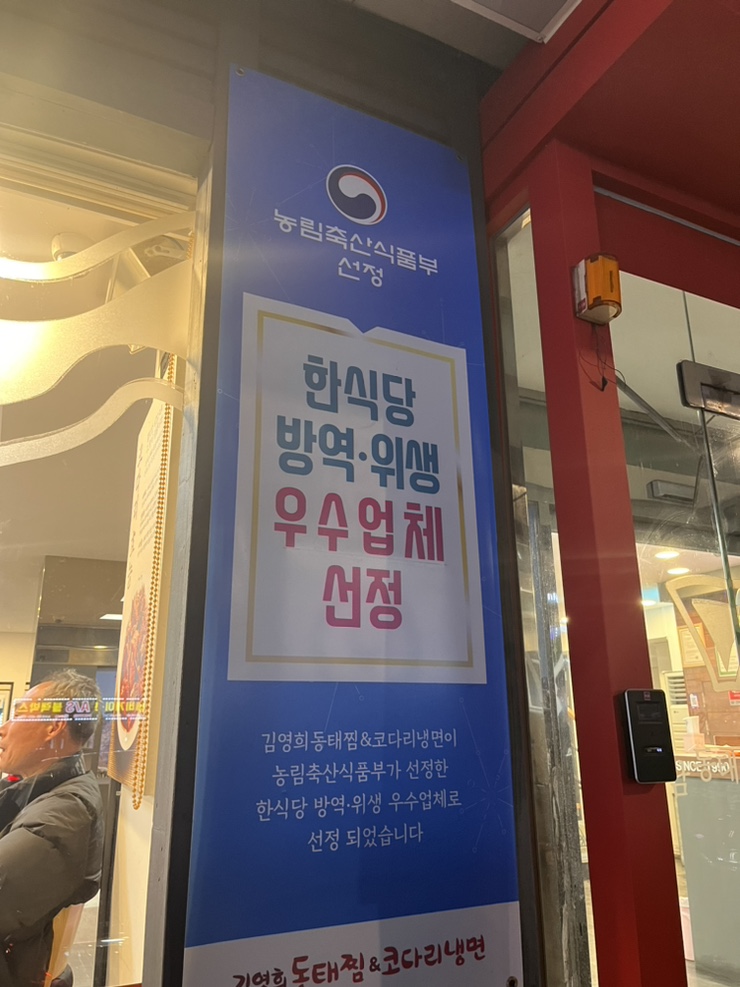 농림축산식품부
선정
한식당
방역·위생
우수업체
선정
김영희동태찜&코다리냉면이
농림축산식품부가 선정한
한식당 방역·위생 우수업체로
선정 되었습니다
김영희 동태찜&코다리냉면